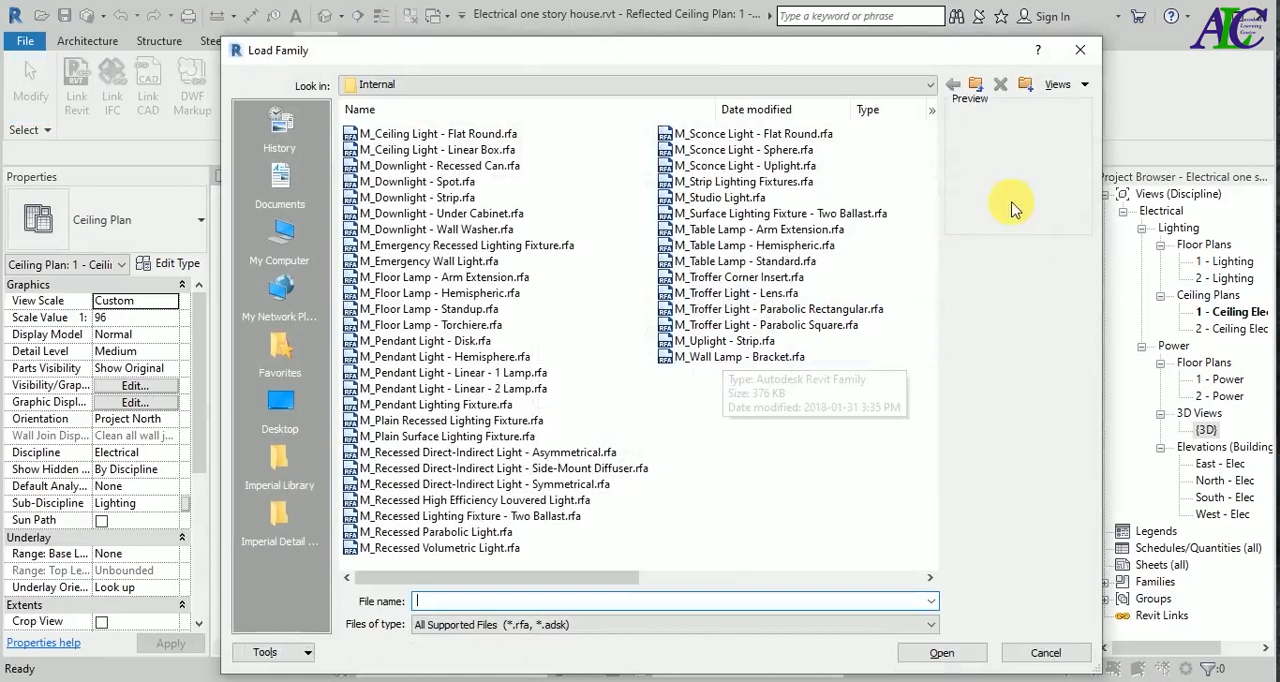 Electrical one story house.rvt - Reflected Ceiling Plan: 1 -...
Type a keyword or phrase
Sign In
ALC
File
Architecture
Structure
Stee
Modify
Link Revit
Link IFC
Link CAD
DWF Markup
Select
Properties
Ceiling Plan
Ceiling Plan: 1 - Ceilin
Edit Type
Graphics
View Scale Custom
Scale Value 1: 96
Display Model Normal
Detail Level Medium
Parts Visibility Show Original
Visibility/Grap... Edit...
Graphic Displ... Edit...
Orientation Project North
Wall Join Disp... Clean all wall j...
Discipline Electrical
Show Hidden ... By Discipline
Default Analy... None
Sub-Discipline Lighting
Sun Path
Underlay
Range: Base L... None
Range: Top Le... Unbounded
Underlay Orie... Look up
Extents
Crop View
Properties help
Apply
Ready
Load Family
Look in:
Internal
Views
Preview
History
Documents
My Computer
My Network Pl...
Favorites
Desktop
Imperial Library
Imperial Detail ...
Name
Date modified
Type
M_Ceiling Light - Flat Round.rfa
M_Ceiling Light - Linear Box.rfa
M_Downlight - Recessed Can.rfa
M_Downlight - Spot.rfa
M_Downlight - Strip.rfa
M_Downlight - Under Cabinet.rfa
M_Downlight - Wall Washer.rfa
M_Emergency Recessed Lighting Fixture.rfa
M_Emergency Wall Light.rfa
M_Floor Lamp - Arm Extension.rfa
M_Floor Lamp - Hemispheric.rfa
M_Floor Lamp - Standup.rfa
M_Floor Lamp - Torchiere.rfa
M_Pendant Light - Disk.rfa
M_Pendant Light - Hemisphere.rfa
M_Pendant Light - Linear - 1 Lamp.rfa
M_Pendant Light - Linear - 2 Lamp.rfa
M_Pendant Lighting Fixture.rfa
M_Plain Recessed Lighting Fixture.rfa
M_Plain Surface Lighting Fixture.rfa
M_Recessed Direct-Indirect Light - Asymmetrical.rfa
M_Recessed Direct-Indirect Light - Side-Mount Diffuser.rfa
M_Recessed Direct-Indirect Light - Symmetrical.rfa
M_Recessed High Efficiency Louvered Light.rfa
M_Recessed Lighting Fixture - Two Ballast.rfa
M_Recessed Parabolic Light.rfa
M_Recessed Volumetric Light.rfa
M_Sconce Light - Flat Round.rfa
M_Sconce Light - Sphere.rfa
M_Sconce Light - Uplight.rfa
M_Strip Lighting Fixtures.rfa
M_Studio Light.rfa
M_Surface Lighting Fixture - Two Ballast.rfa
M_Table Lamp - Arm Extension.rfa
M_Table Lamp - Hemispheric.rfa
M_Table Lamp - Standard.rfa
M_Troffer Corner Insert.rfa
M_Troffer Light - Lens.rfa
M_Troffer Light - Parabolic Rectangular.rfa
M_Troffer Light - Parabolic Square.rfa
M_Uplight - Strip.rfa
M_Wall Lamp - Bracket.rfa
Type: Autodesk Revit Family
Size: 376 KB
Date modified: 2018-01-31 3:35 PM
File name:
Files of type: All Supported Files (*.rfa, *.adsk)
Tools
Open
Cancel
Project Browser - Electrical one s...
Views (Discipline)
Electrical
Lighting
Floor Plans
1 - Lighting
2 - Lighting
Ceiling Plans
1 - Ceiling Elec
2 - Ceiling Elec
Power
Floor Plans
1 - Power
2 - Power
3D Views
{3D}
Elevations (Building
East - Elec
North - Elec
South - Elec
West - Elec
Legends
Schedules/Quantities (all)
Sheets (all)
Families
Groups
Revit Links
:0